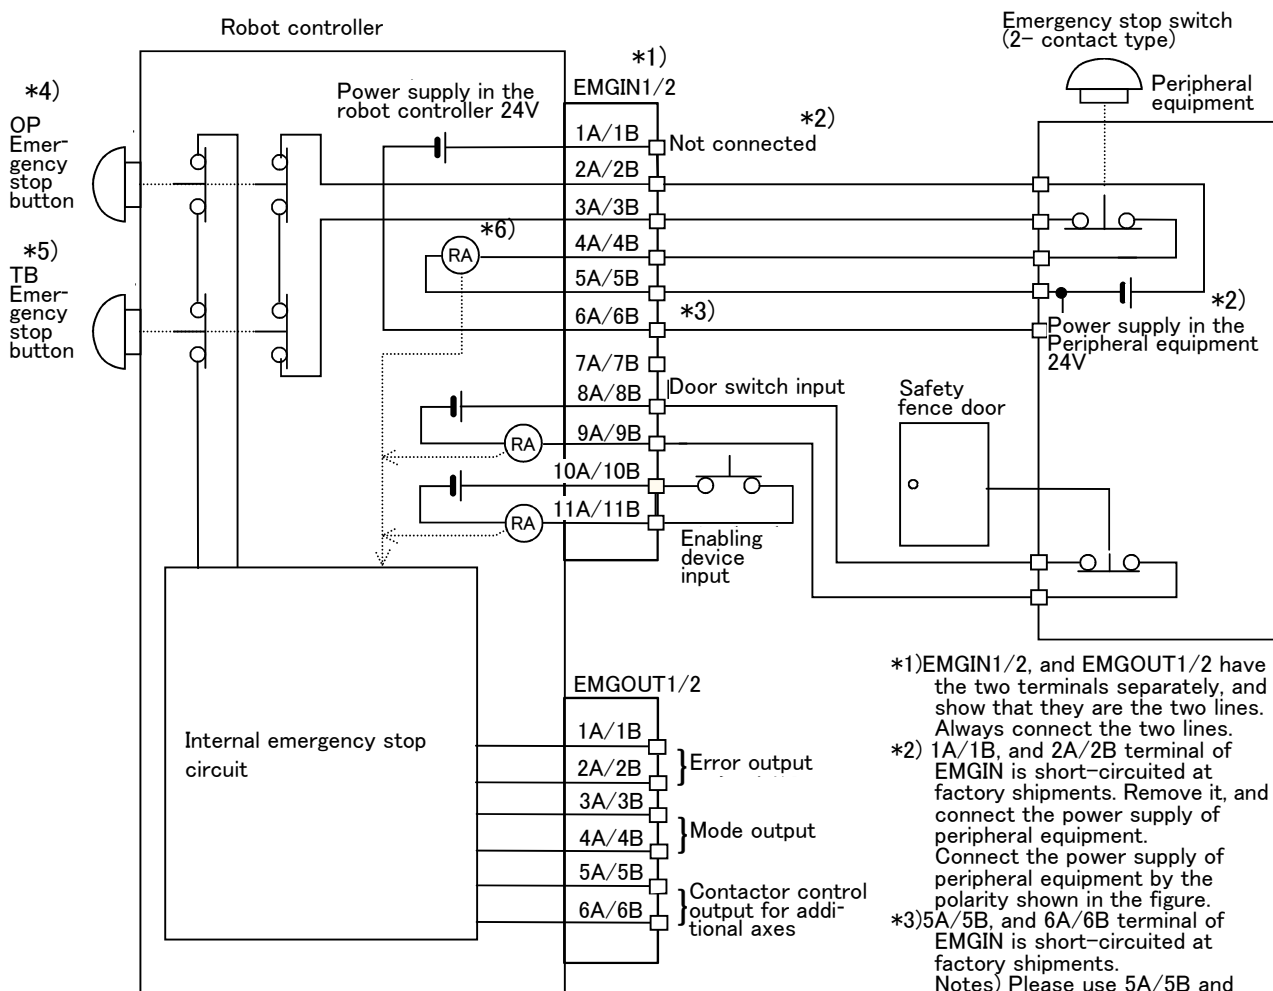 Robot controller
Emergency stop switch
(2- contact type)
Peripheral
equipment
*1)
EMGIN1/2
*4)
OP
Emer-
gency
stop
button
Power supply in the
robot controller 24V
1A/1B
*2)
Not connected
2A/2B
3A/3B
*6)
RA
4A/4B
5A/5B
*5)
TB
Emer-
gency
stop
button
6A/6B
*3)
*2)
Power supply in the
Peripheral equipment
24V
7A/7B
8A/8B
Door switch input
Safety
fence door
RA
9A/9B
10A/10B
RA
11A/11B
Enabling
device
input
Internal emergency stop
circuit
EMGOUT1/2
1A/1B
2A/2B
Error output
3A/3B
4A/4B
Mode output
5A/5B
6A/6B
Contactor control
output for addi-
tional axes
*1)EMGIN1/2, and EMGOUT1/2 have
the two terminals separately, and
show that they are the two lines.
Always connect the two lines.
*2) 1A/1B, and 2A/2B terminal of
EMGIN is short-circuited at
factory shipments. Remove it, and
connect the power supply of
peripheral equipment.
Connect the power supply of
peripheral equipment by the
polarity shown in the figure.
*3)5A/5B, and 6A/6B terminal of
EMGIN is short-circuited at
factory shipments.
Notes) Please use 5A/5B and